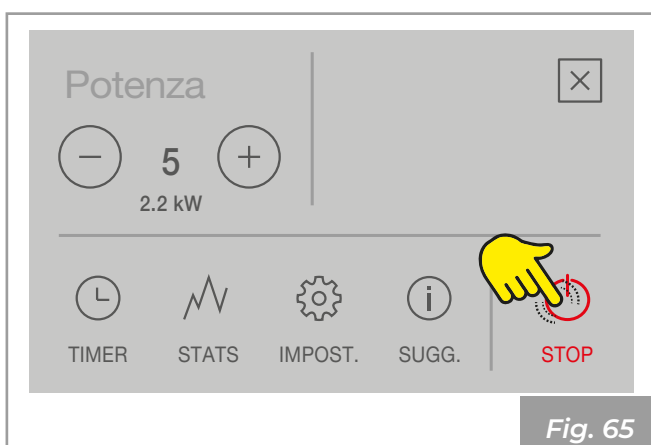 Potenza
5
2.2 kW
TIMER STATS IMPOST. SUGG. STOP
Fig. 65